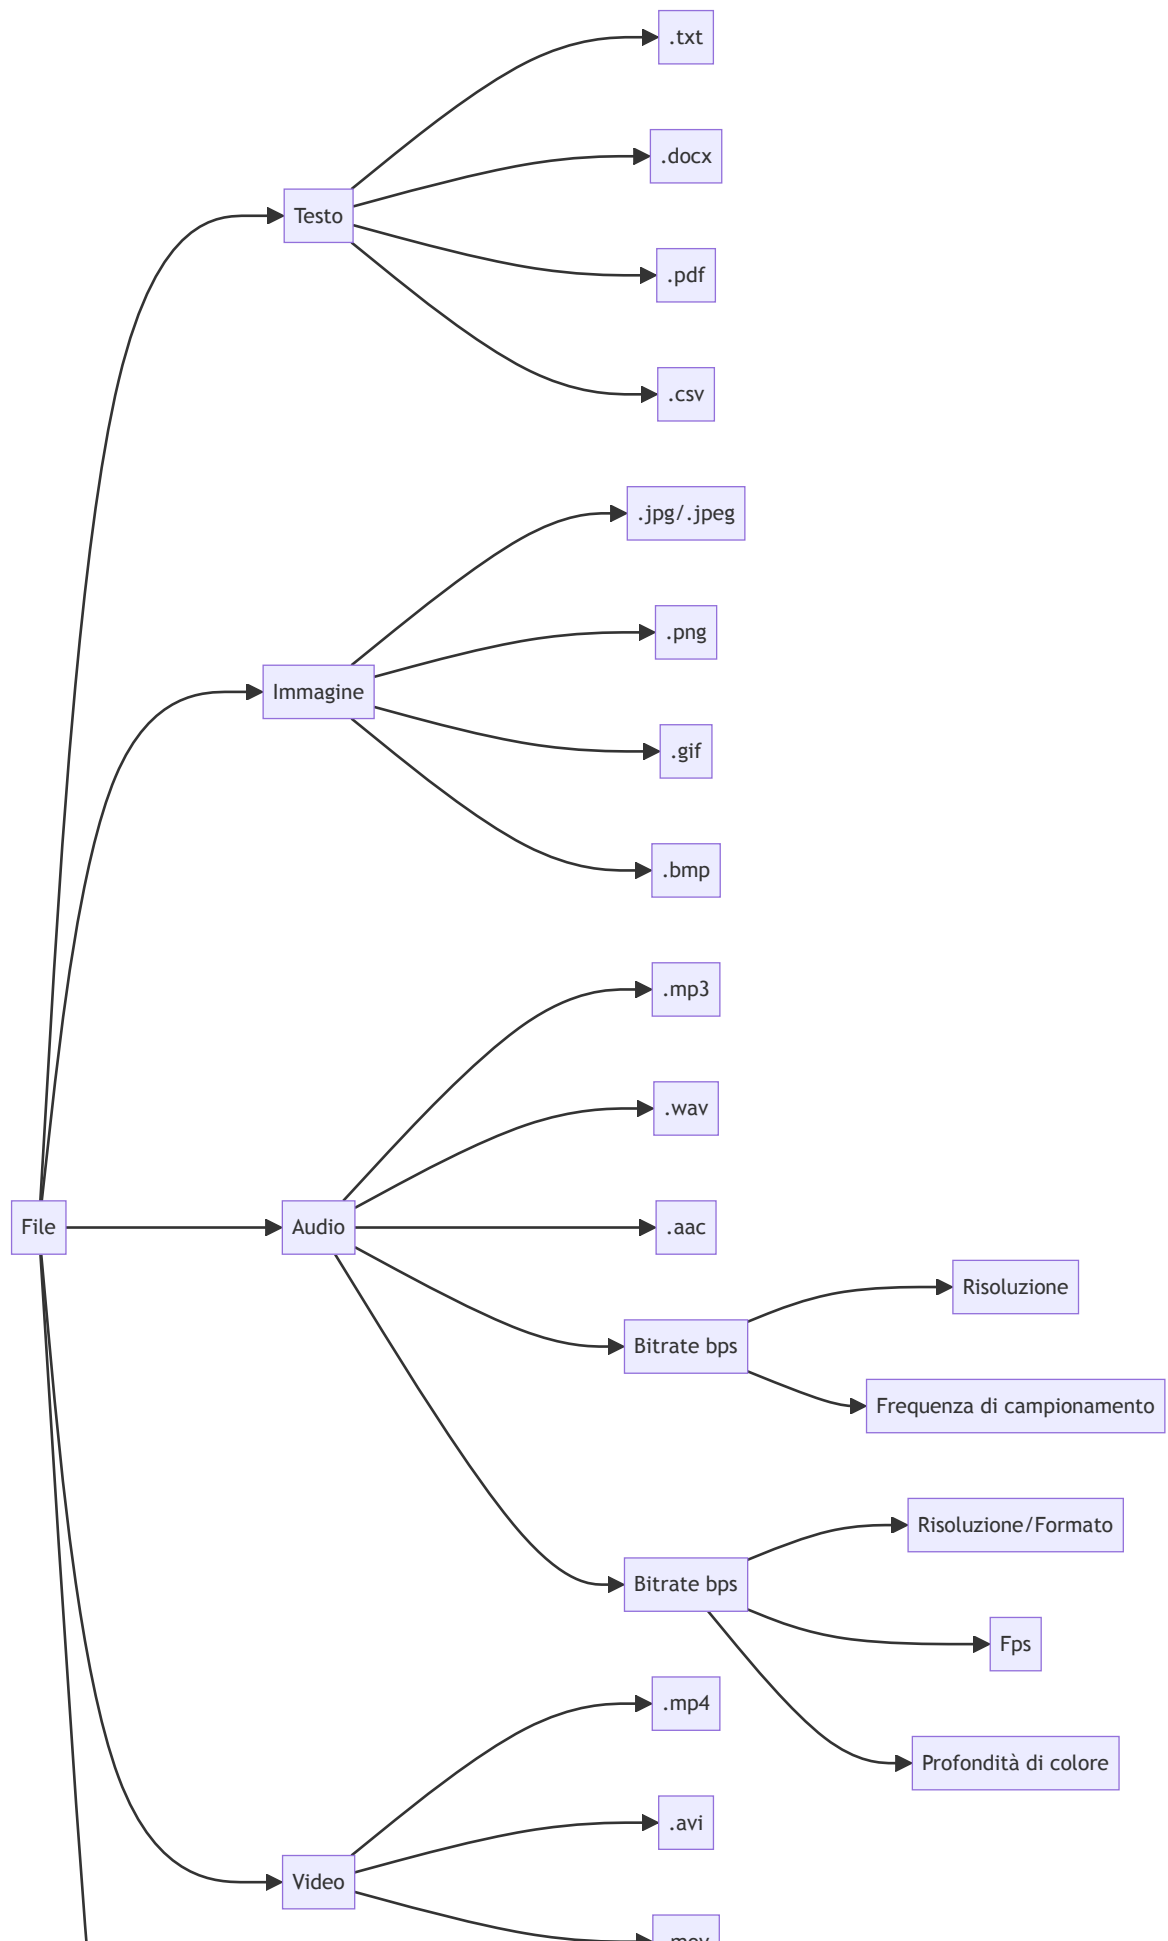 .txt
.docx
Testo
.pdf
.csv
.jpg/.jpeg
.png
Immagine
.gif
.bmp
.mp3
.wav
File
Audio
.aac
Risoluzione
Bitrate bps
Frequenza di campionamento
Risoluzione/Formato
Bitrate bps
Fps
.mp4
Profondità di colore
.avi
Video